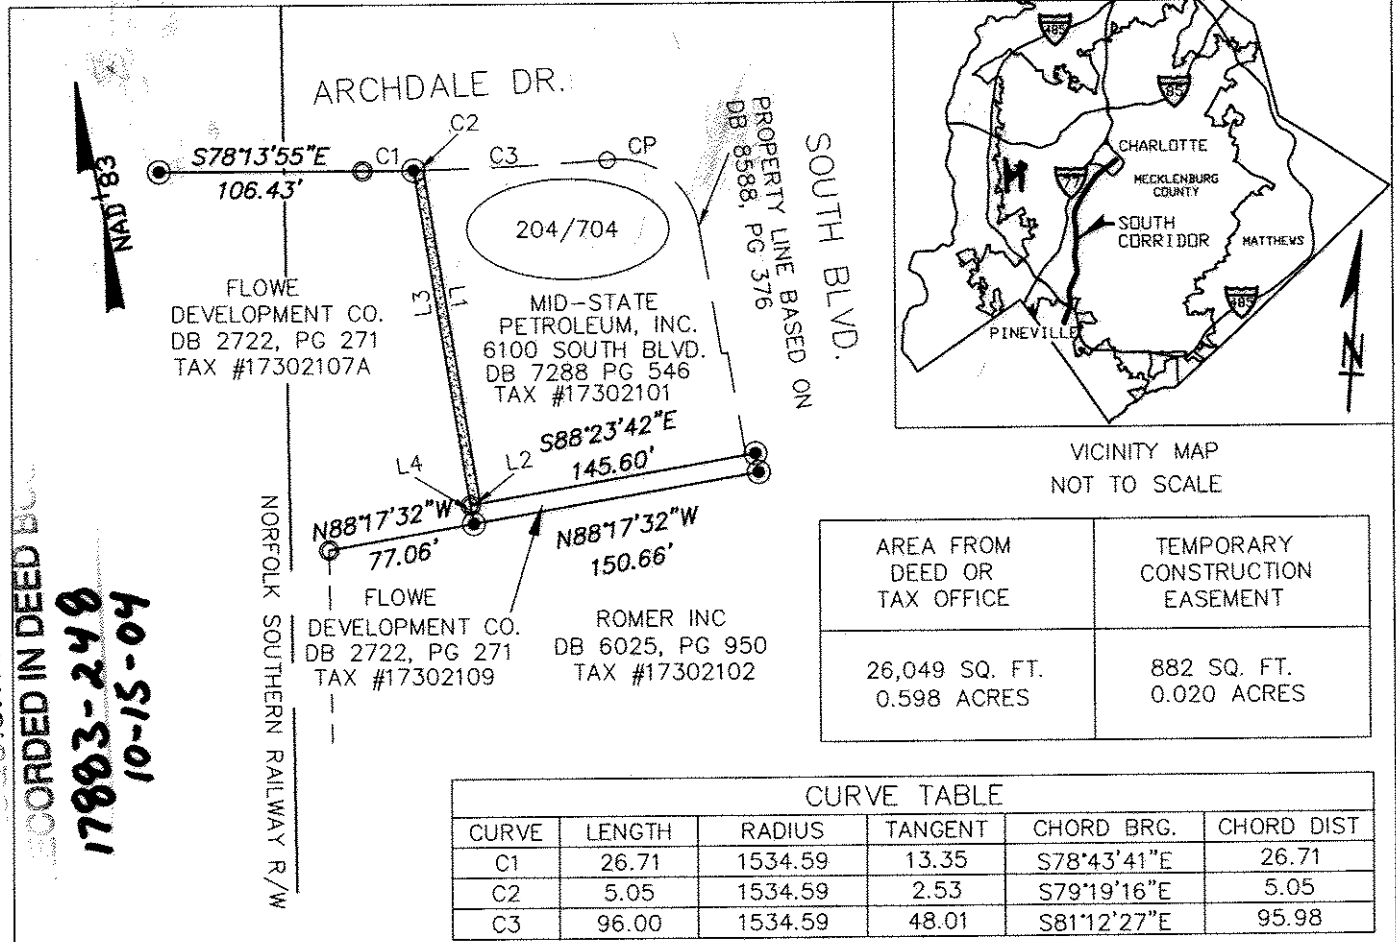 ARCHDALE DR.
C2
S78°13'55"E
C1
C3
CP
106.43'
NAD'83
PROPERTY LINE BASED ON
DB 8588, PG 376
SOUTH BLVD.
204/704
L3
L1
FLOWE
DEVELOPMENT CO.
DB 2722, PG 271
TAX #17302107A
MID-STATE
PETROLEUM, INC.
6100 SOUTH BLVD.
DB 7288 PG 546
TAX #17302101
S88°23'42"E
145.60'
L4
L2
N88°17'32"W
77.06'
N88°17'32"W
150.66'
FLOWE
DEVELOPMENT CO.
DB 2722, PG 271
TAX #17302109
ROMER INC
DB 6025, PG 950
TAX #17302102
NORFOLK SOUTHERN RAILWAY R/W
CORDED IN DEED
17883-248
10-15-04
485
85
CHARLOTTE
77
MECKLENBURG
COUNTY
SOUTH
CORRIDOR
MATTHEWS
485
PINEVILLE
N
VICINITY MAP
NOT TO SCALE
AREA FROM
DEED OR
TAX OFFICE
TEMPORARY
CONSTRUCTION
EASEMENT
26,049 SQ. FT.
0.598 ACRES
882 SQ. FT.
0.020 ACRES
CURVE TABLE
CURVE LENGTH RADIUS TANGENT CHORD BRG. CHORD DIST
C1 26.71 1534.59 13.35 S78°43'41"E 26.71
C2 5.05 1534.59 2.53 S79°19'16"E 5.05
C3 96.00 1534.59 48.01 S81°12'27"E 95.98